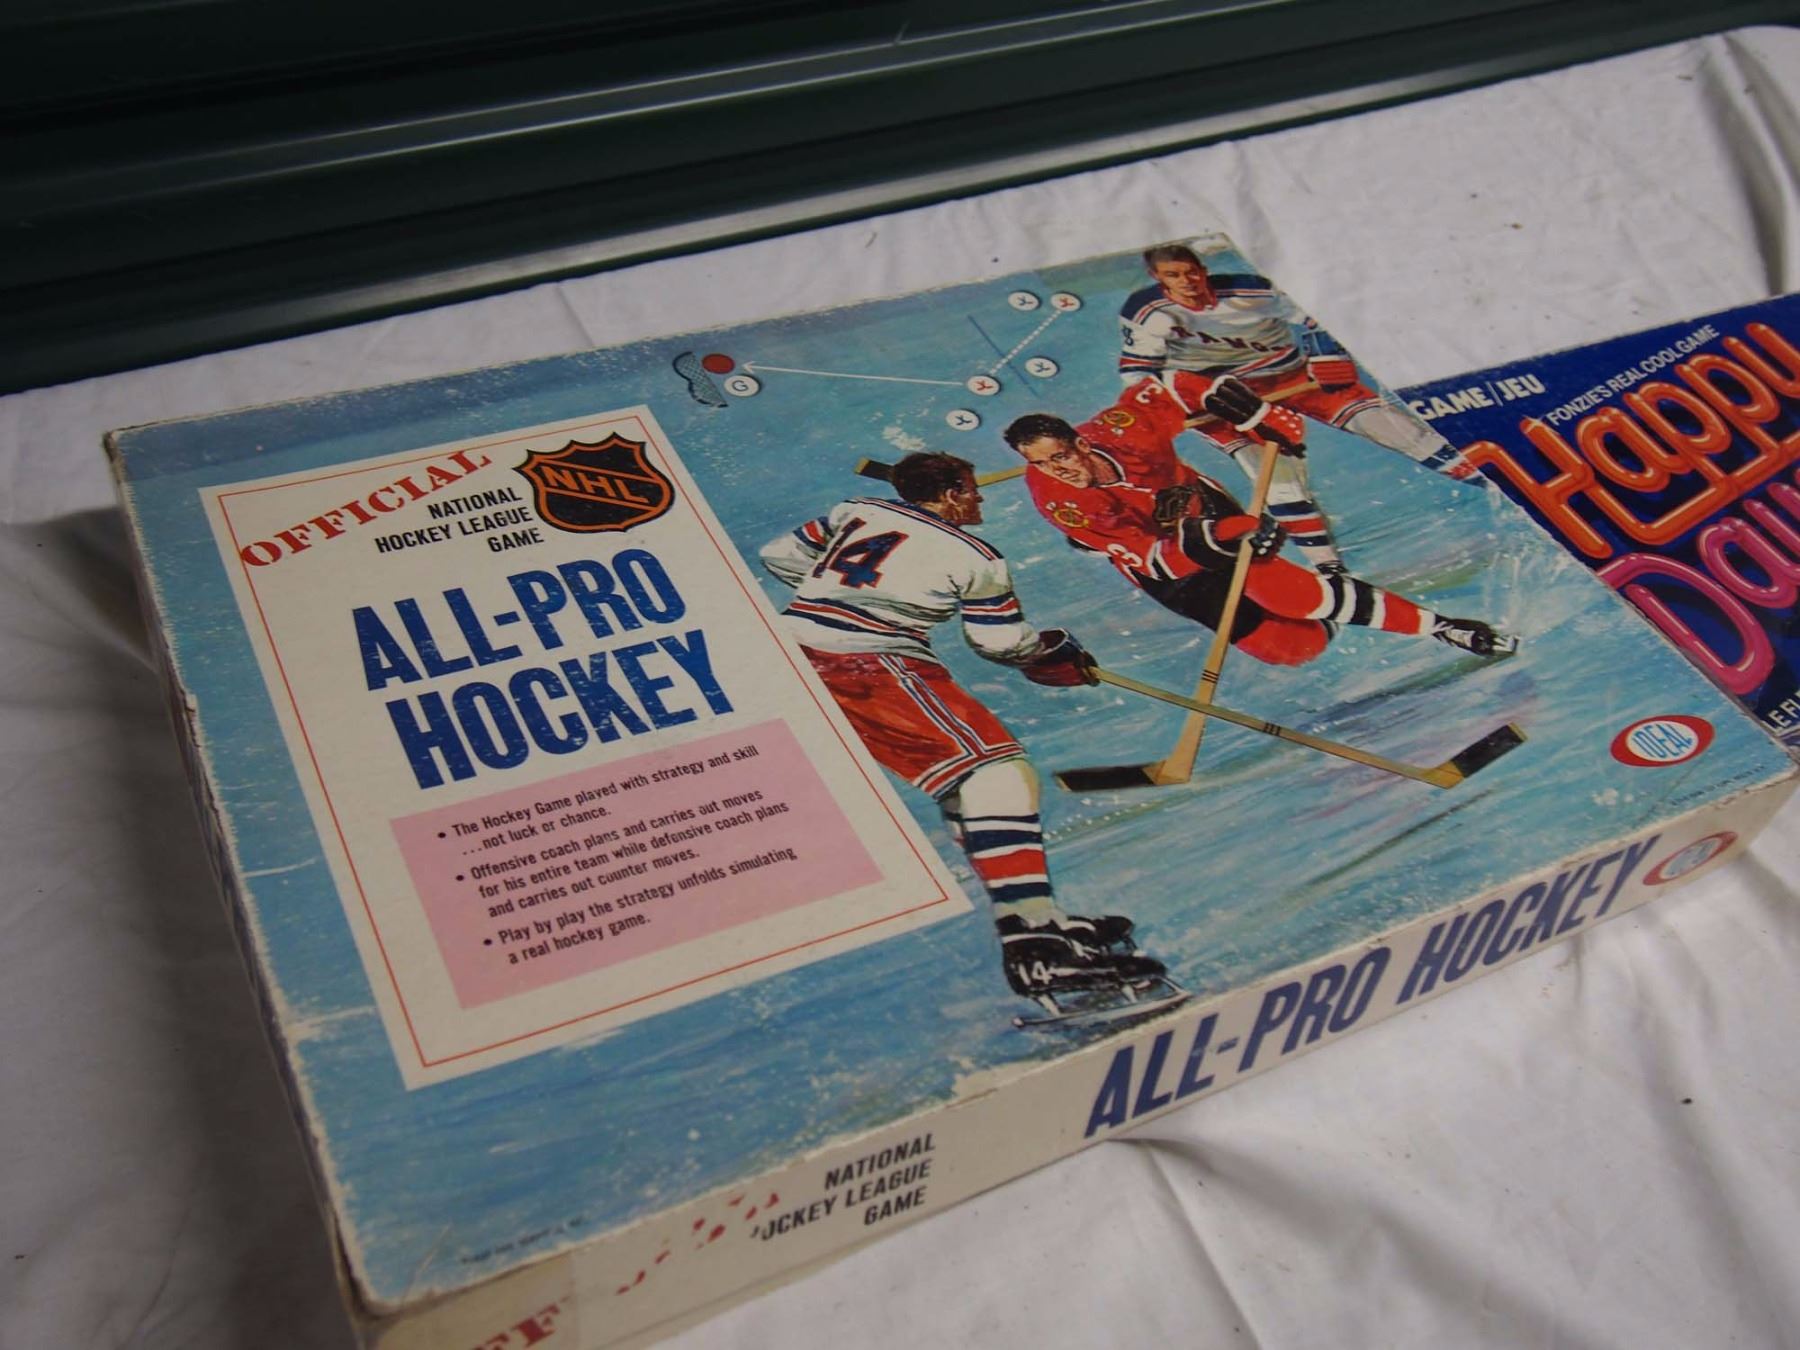 OFFICIAL
NATIONAL
HOCKEY LEAGUE
GAME
NHL
ALL-PRO
HOCKEY
• The Hockey Game played with strategy and skill
...not luck or chance.
• Offensive coach plans and carries out moves
for his entire team while defensive coach plans
and carries out counter moves.
• Play by play the strategy unfolds simulating
a real hockey game.
G
14
3
3
14
IDEAL
NATIONAL
OCKEY LEAGUE
GAME
ALL-PRO HOCKEY
IDEAL
GAME/JEU
FONZIE'S REAL COOL GAME
Happy